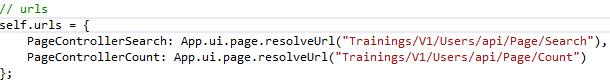 // urls
self.urls = {
    PageControllerSearch: App.ui.page.resolveUrl("Trainings/V1/Users/api/Page/Search"),
    PageControllerCount: App.ui.page.resolveUrl("Trainings/V1/Users/api/Page/Count")
};